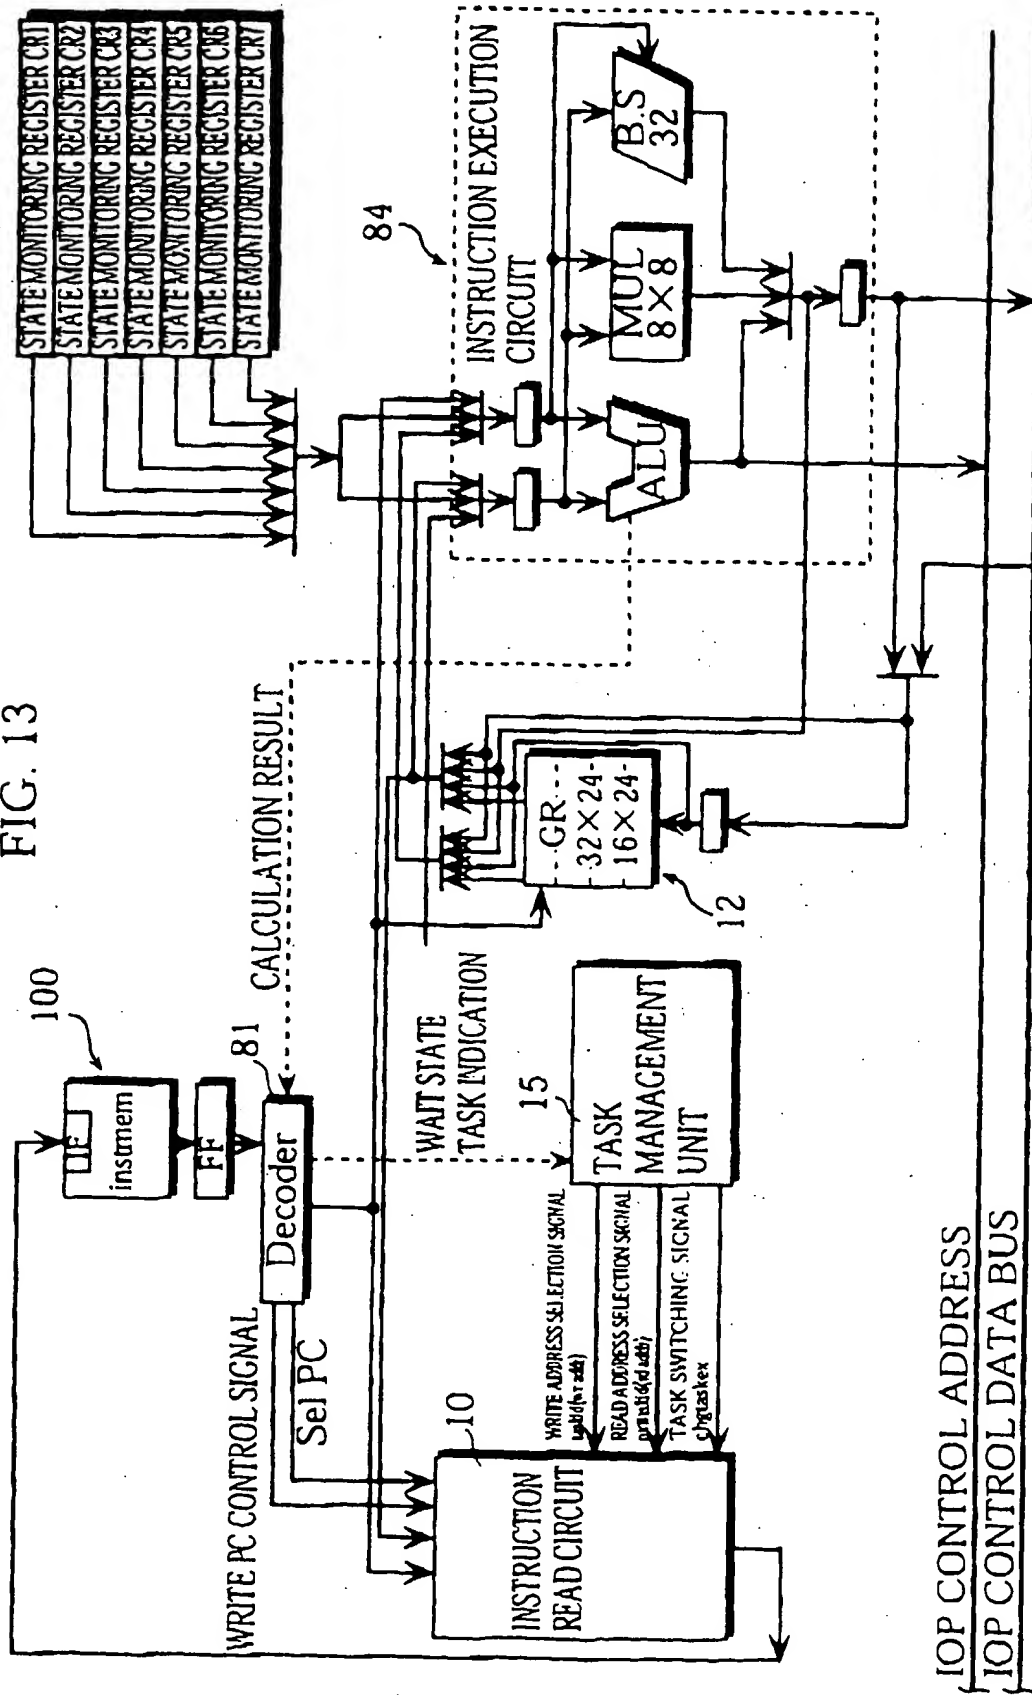 FIG. 13
STATE MONITORING REGISTER CR1
STATE MONITORING REGISTER CR2
STATE MONITORING REGISTER CR3
STATE MONITORING REGISTER CR4
STATE MONITORING REGISTER CR5
STATE MONITORING REGISTER CR6
STATE MONITORING REGISTER CR7
100
IF
instmem
FF
81
Decoder
CALCULATION RESULT
WRITE PC CONTROL SIGNAL
Sel PC
84
INSTRUCTION EXECUTION
CIRCUIT
ALU
MUL
8×8
B.S
32
GR
32×24
16×24
12
WAIT STATE
TASK INDICATION
15
TASK
MANAGEMENT
UNIT
WRITE ADDRESS SELECTION SIGNAL
READ ADDRESS SELECTION SIGNAL
TASK SWITCHING SIGNAL
chgtaskex
10
INSTRUCTION
READ CIRCUIT
IOP CONTROL ADDRESS
IOP CONTROL DATA BUS